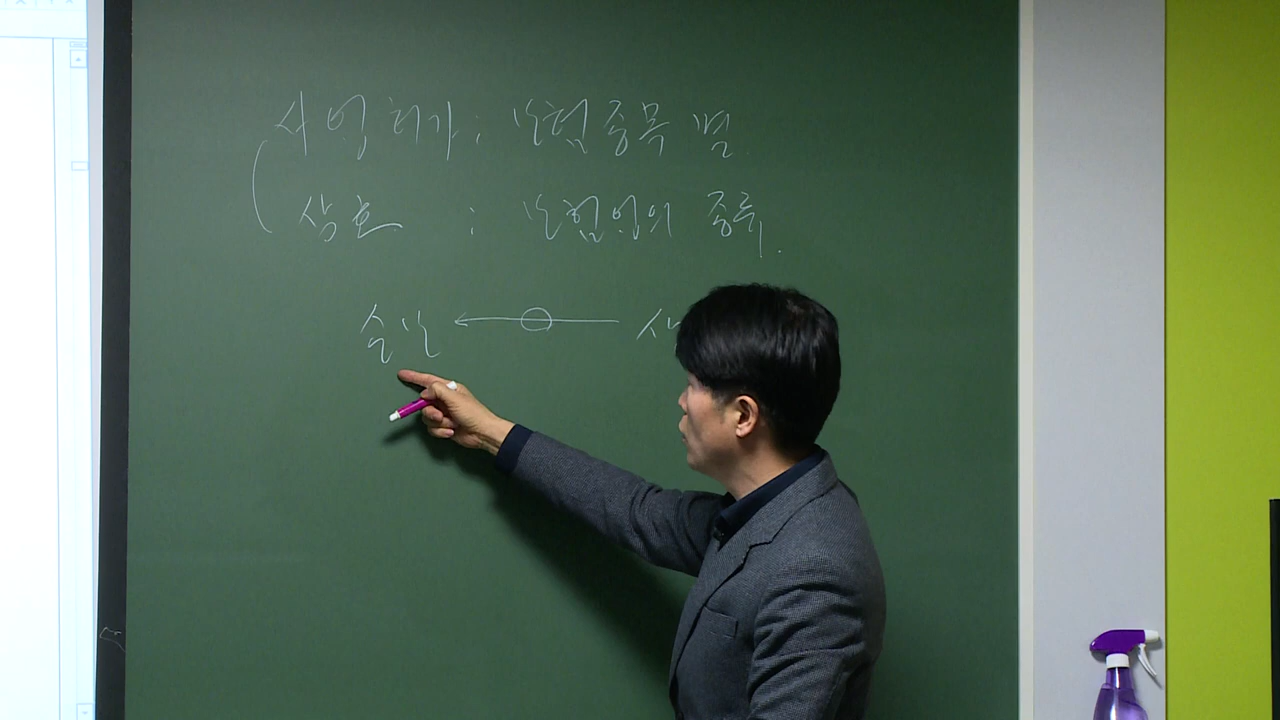 사업허가 : 보험종목 별
상호 : 보험업의 종류.
손보 ←